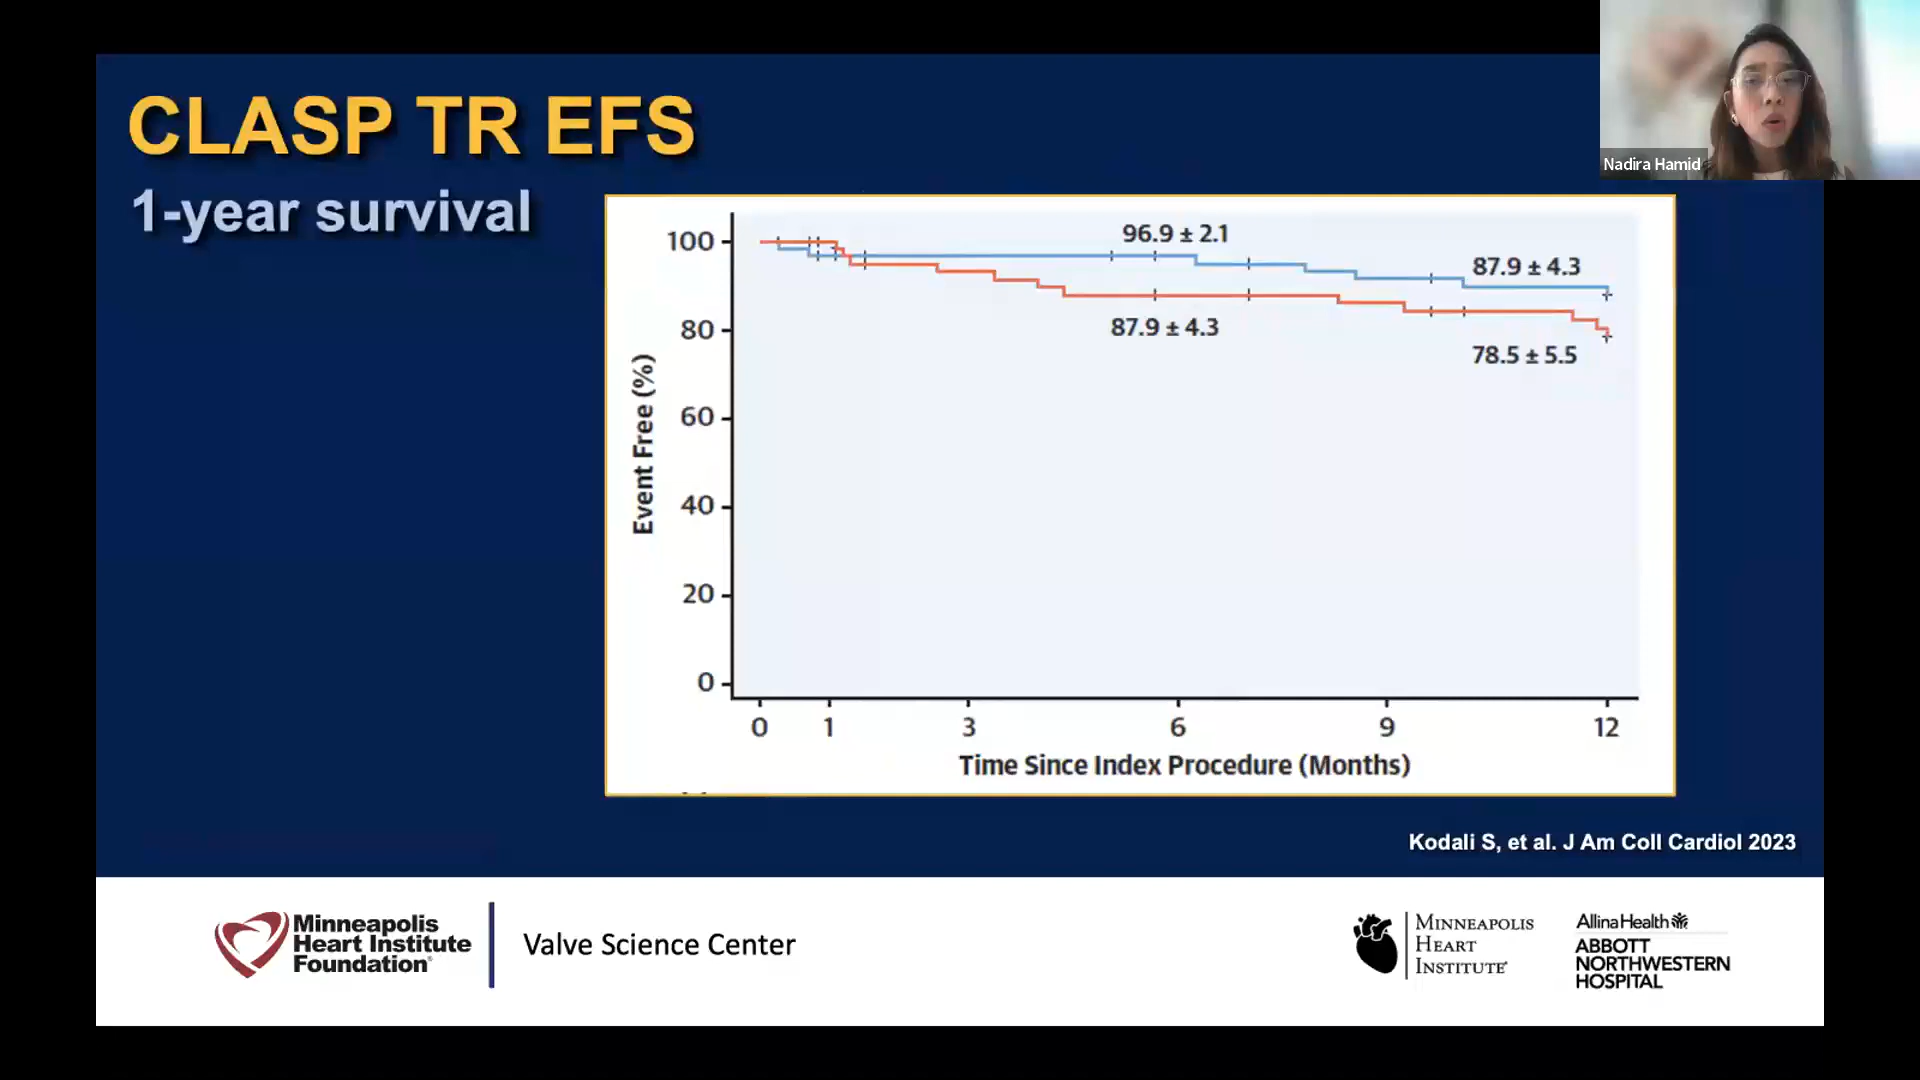 CLASP TR EFS
1-year survival
Nadira Hamid
Event Free (%)
100
80
60
40
20
0
96.9 ± 2.1
87.9 ± 4.3
87.9 ± 4.3
78.5 ± 5.5
0 1 3 6 9 12
Time Since Index Procedure (Months)
Kodali S, et al. J Am Coll Cardiol 2023
Minneapolis
Heart Institute
Foundation®
Valve Science Center
MINNEAPOLIS
HEART
INSTITUTE®
AllinaHealth
ABBOTT
NORTHWESTERN
HOSPITAL